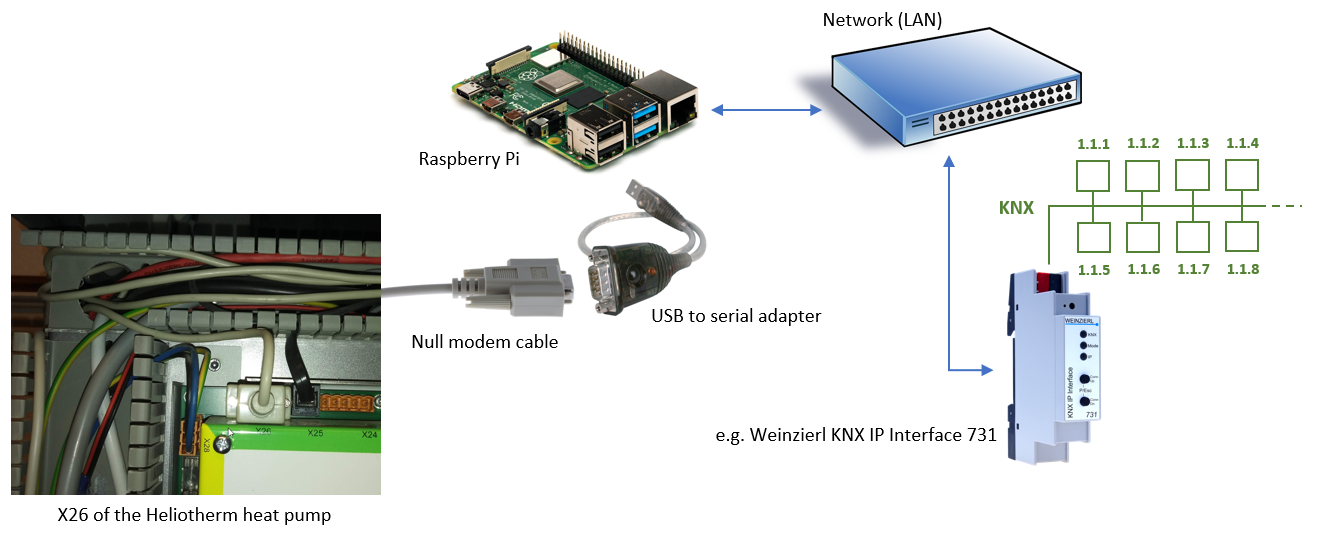 Network (LAN)
Raspberry Pi
1.1.1 1.1.2 1.1.3 1.1.4
KNX
1.1.5 1.1.6 1.1.7 1.1.8
USB to serial adapter
Null modem cable
WEINZIERL
KNX
Mode
IP
Pr/Esc
KNX IP Interface
731
e.g. Weinzierl KNX IP Interface 731
X26
X25
X24
X28
X26 of the Heliotherm heat pump